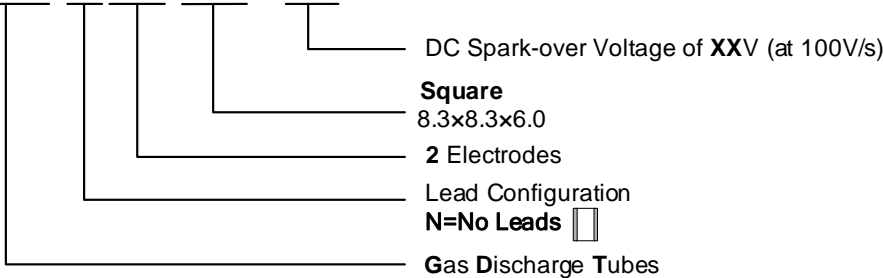 DC Spark-over Voltage of XXV (at 100V/s)
Square
8.3×8.3×6.0
2 Electrodes
Lead Configuration
N=No Leads
Gas Discharge Tubes